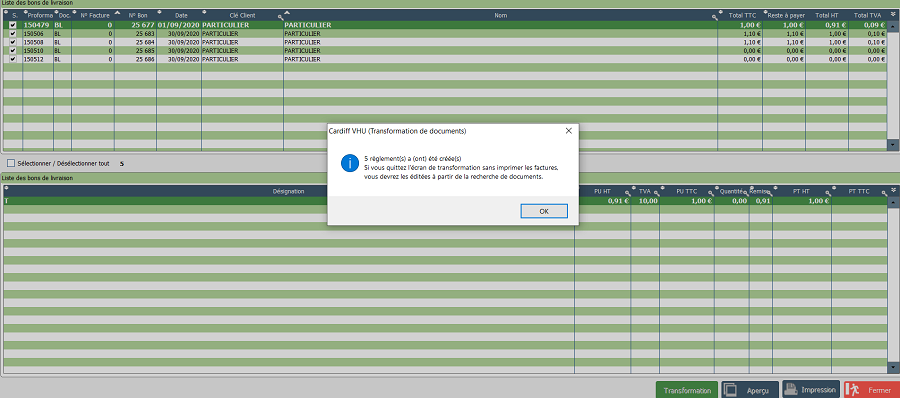 Liste des bons de livraison
S. Proforma Doc. N° Facture N° Bon Date Clé Client Nom Total TTC Reste à payer Total HT Total TVA
150479 BL 0 25 677 01/09/2020 PARTICULIER PARTICULIER 1,00 € 1,00 € 0,91 € 0,09 €
150506 BL 0 25 683 30/09/2020 PARTICULIER PARTICULIER 1,10 € 1,10 € 1,00 € 0,10 €
150508 BL 0 25 684 30/09/2020 PARTICULIER PARTICULIER 1,10 € 1,10 € 1,00 € 0,10 €
150510 BL 0 25 685 30/09/2020 PARTICULIER PARTICULIER 0,00 € 0,00 € 0,00 € 0,00 €
150512 BL 0 25 686 30/09/2020 PARTICULIER PARTICULIER 0,00 € 0,00 € 0,00 € 0,00 €
Cardiff VHU (Transformation de documents)
5 règlement(s) a (ont) été créée(s)
Si vous quittez l'écran de transformation sans imprimer les factures,
vous devrez les éditées à partir de la recherche de documents.
OK
Sélectionner / Désélectionner tout 5
Liste des bons de livraison
Désignation PU HT TVA PU TTC Quantité Remise PT HT PT TTC
T 0,91 € 10,00 1,00 € 0,00 0,91 1,00 €
Transformation Aperçu Impression Fermer